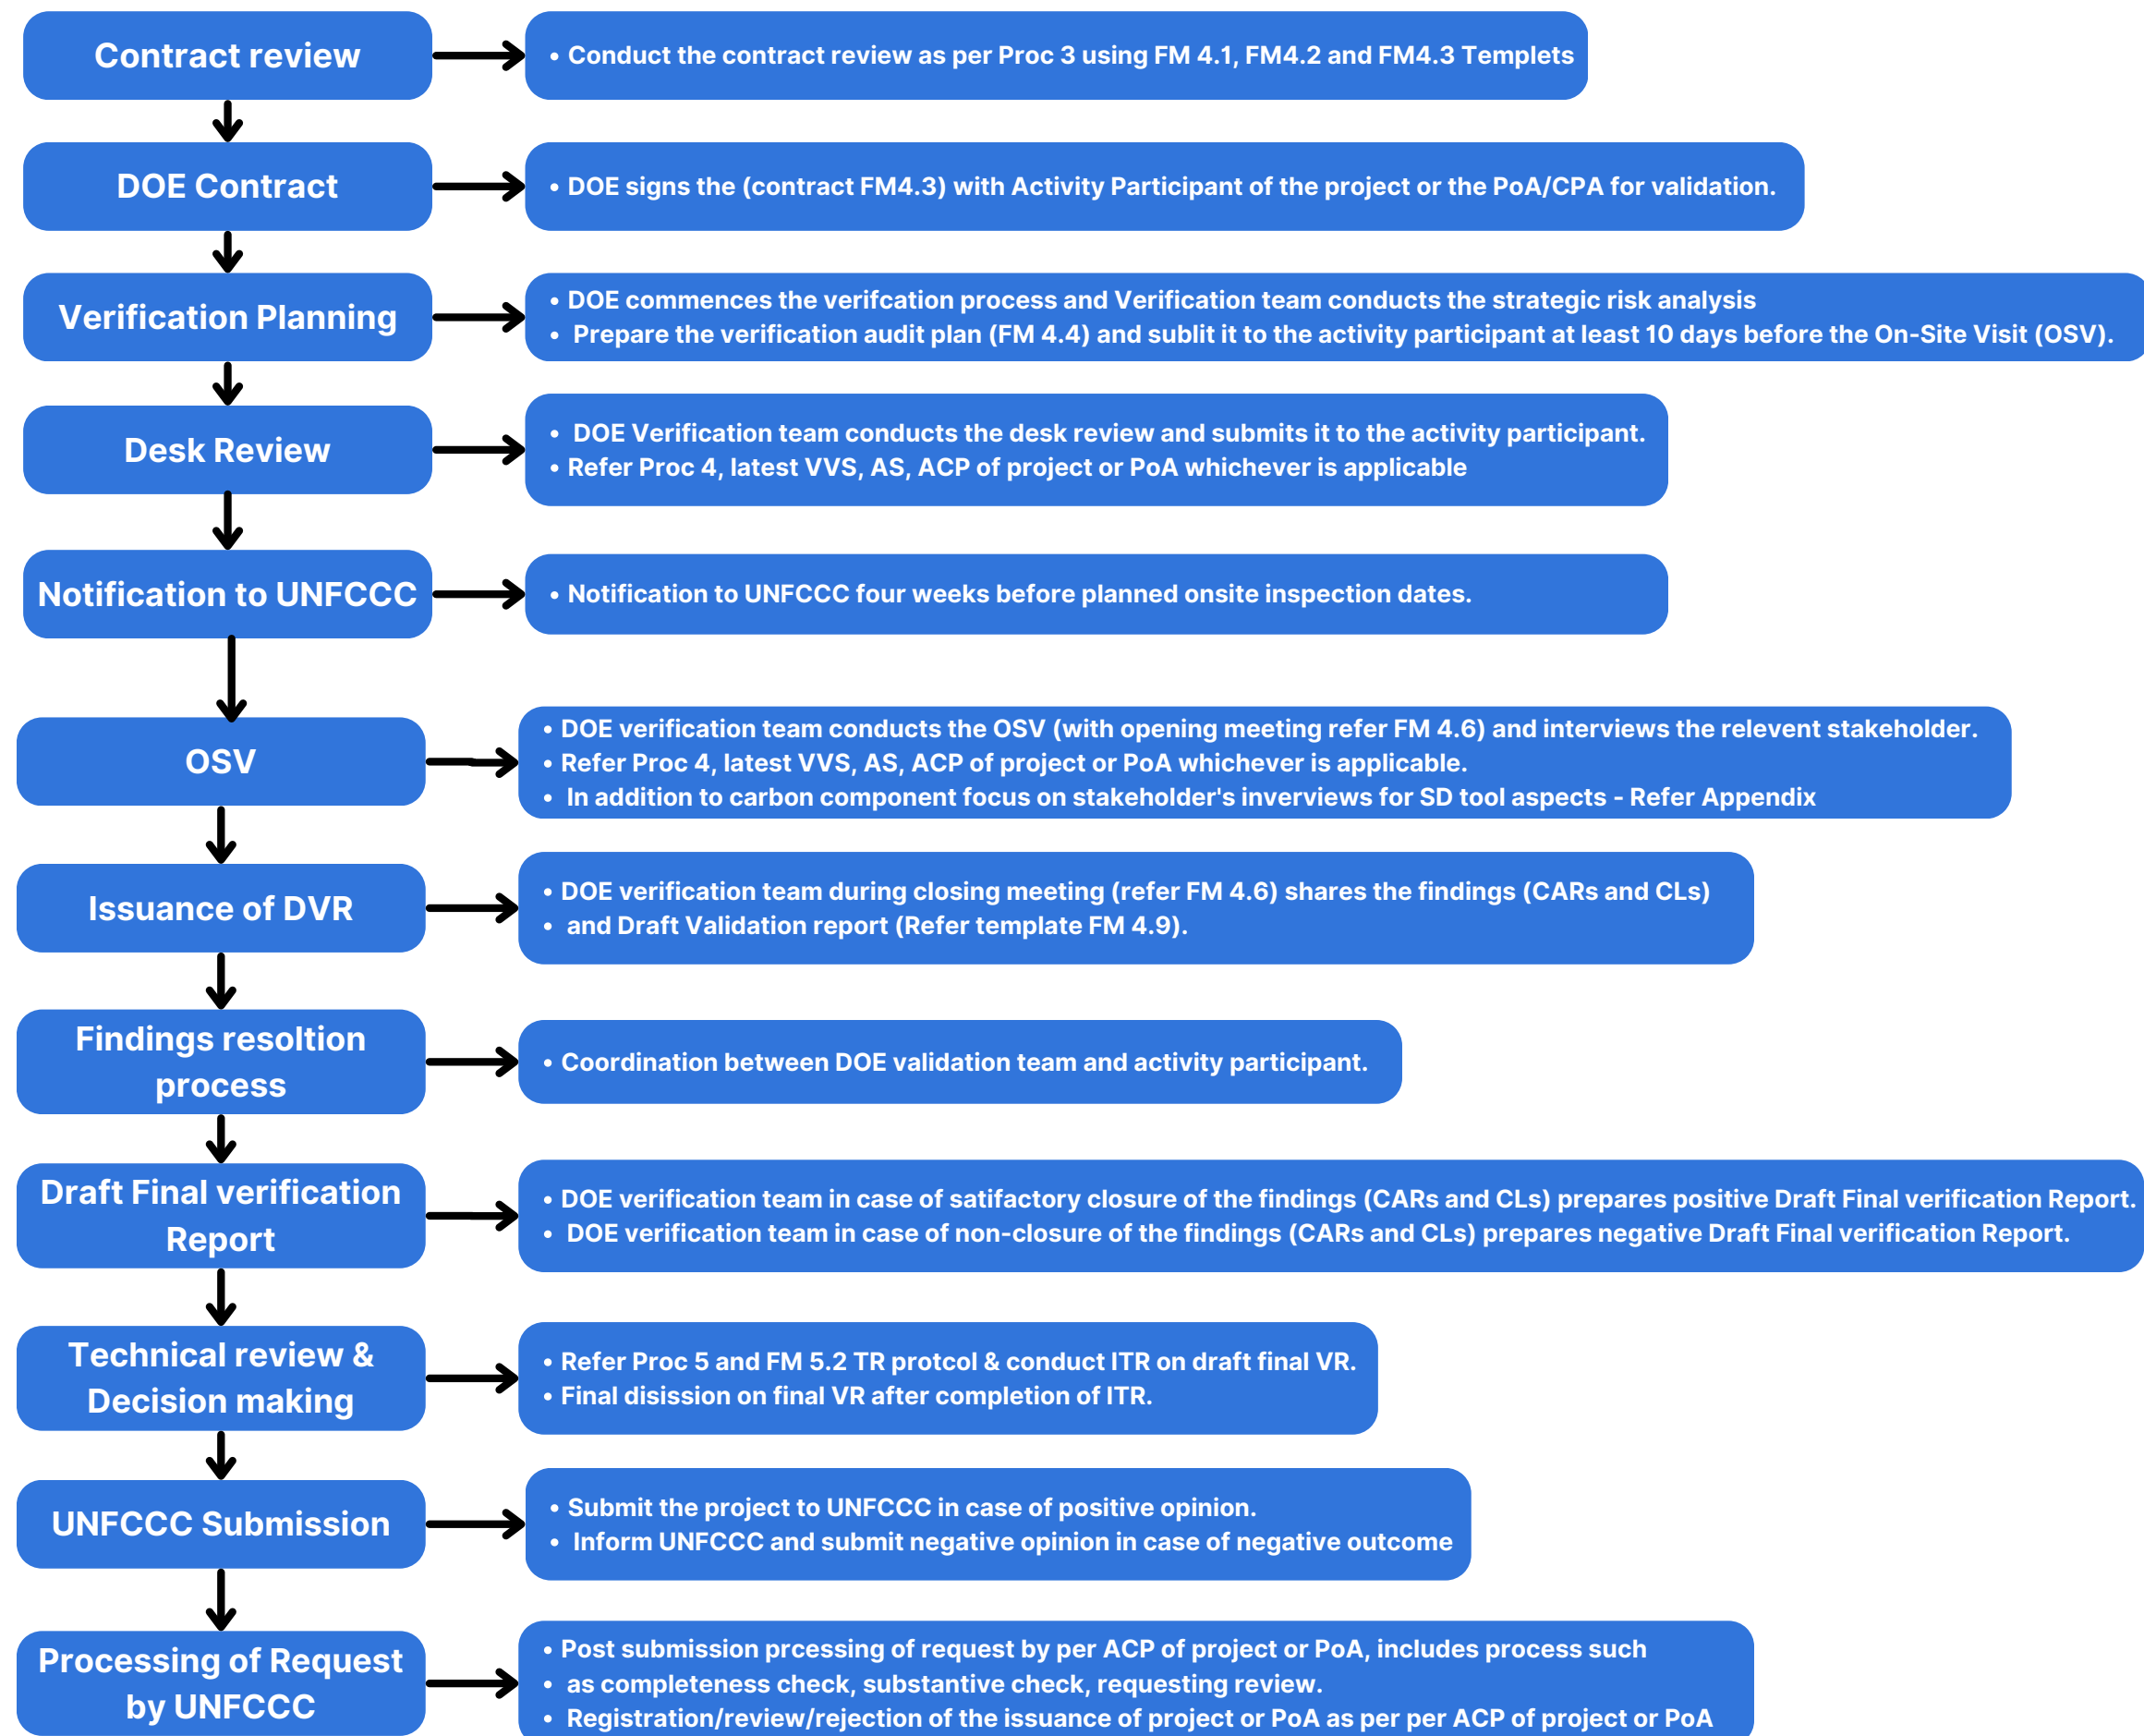 Contract review
• Conduct the contract review as per Proc 3 using FM 4.1, FM4.2 and FM4.3 Templets
DOE Contract
• DOE signs the (contract FM4.3) with Activity Participant of the project or the PoA/CPA for validation.
Verification Planning
• DOE commences the verifcation process and Verification team conducts the strategic risk analysis
• Prepare the verification audit plan (FM 4.4) and sublit it to the activity participant at least 10 days before the On-Site Visit (OSV).
Desk Review
• DOE Verification team conducts the desk review and submits it to the activity participant.
• Refer Proc 4, latest VVS, AS, ACP of project or PoA whichever is applicable
Notification to UNFCCC
• Notification to UNFCCC four weeks before planned onsite inspection dates.
OSV
• DOE verification team conducts the OSV (with opening meeting refer FM 4.6) and interviews the relevent stakeholder.
• Refer Proc 4, latest VVS, AS, ACP of project or PoA whichever is applicable.
• In addition to carbon component focus on stakeholder's inverviews for SD tool aspects - Refer Appendix
Issuance of DVR
• DOE verification team during closing meeting (refer FM 4.6) shares the findings (CARs and CLs)
• and Draft Validation report (Refer template FM 4.9).
Findings resoltion
process
• Coordination between DOE validation team and activity participant.
Draft Final verification
Report
• DOE verification team in case of satifactory closure of the findings (CARs and CLs) prepares positive Draft Final verification Report.
• DOE verification team in case of non-closure of the findings (CARs and CLs) prepares negative Draft Final verification Report.
Technical review &
Decision making
• Refer Proc 5 and FM 5.2 TR protcol & conduct ITR on draft final VR.
• Final disission on final VR after completion of ITR.
UNFCCC Submission
• Submit the project to UNFCCC in case of positive opinion.
• Inform UNFCCC and submit negative opinion in case of negative outcome
Processing of Request
by UNFCCC
• Post submission prcessing of request by per ACP of project or PoA, includes process such
• as completeness check, substantive check, requesting review.
• Registration/review/rejection of the issuance of project or PoA as per per ACP of project or PoA